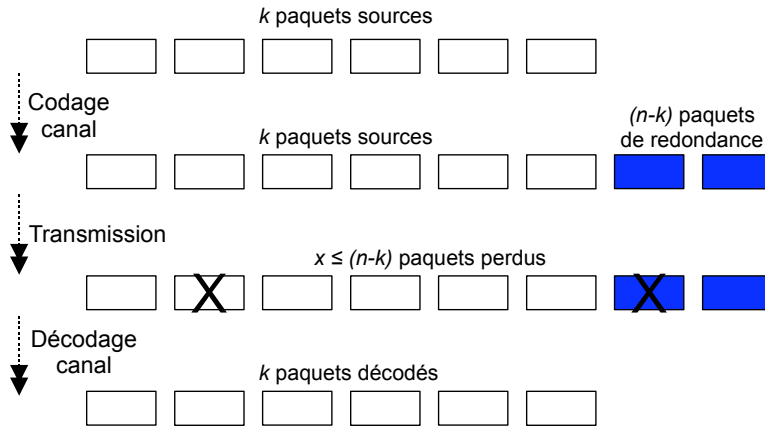 k paquets sources
Codage
canal
k paquets sources
(n-k) paquets
de redondance
Transmission
x ≤ (n-k) paquets perdus
X
X
Décodage
canal
k paquets décodés